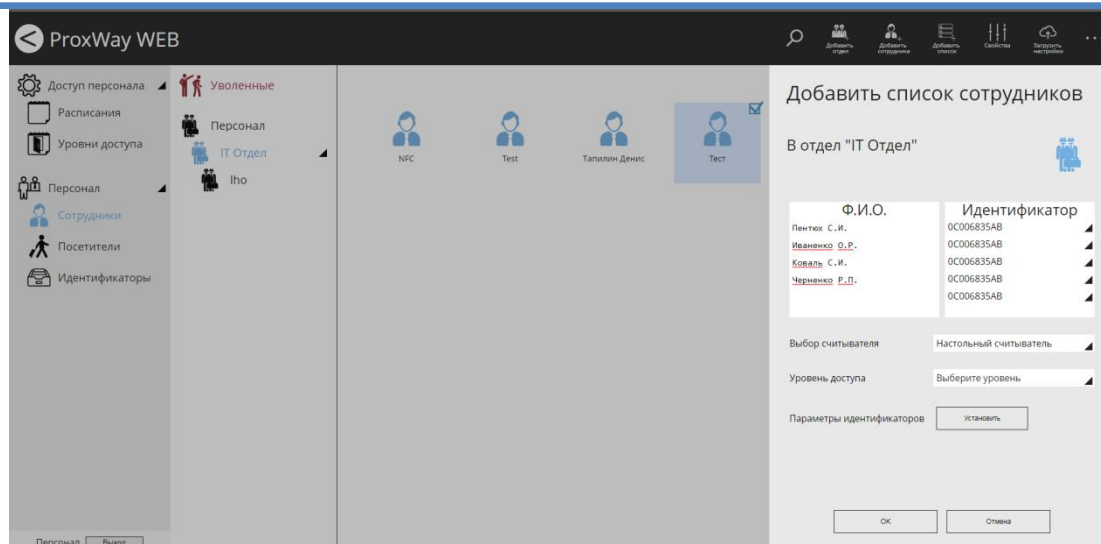 ProxWay WEB
Добавить отдел
Добавить сотрудника
Добавить список
Свойства
Загрузить настройки
Доступ персонала
Расписания
Уровни доступа
Персонал
Сотрудники
Посетители
Идентификаторы
Персонал
Выход
Уволенные
Персонал
IT Отдел
Iho
NFC
Test
Тапилин Денис
Тест
Добавить список сотрудников
В отдел "IT Отдел"
Ф.И.О.
Пентюх С.И.
Иваненко О.Р.
Коваль С.И.
Черненко Р.П.
Идентификатор
0C006835AB
0C006835AB
0C006835AB
0C006835AB
0C006835AB
Выбор считывателя
Настольный считыватель
Уровень доступа
Выберите уровень
Параметры идентификаторов
Установить
OK
Отмена